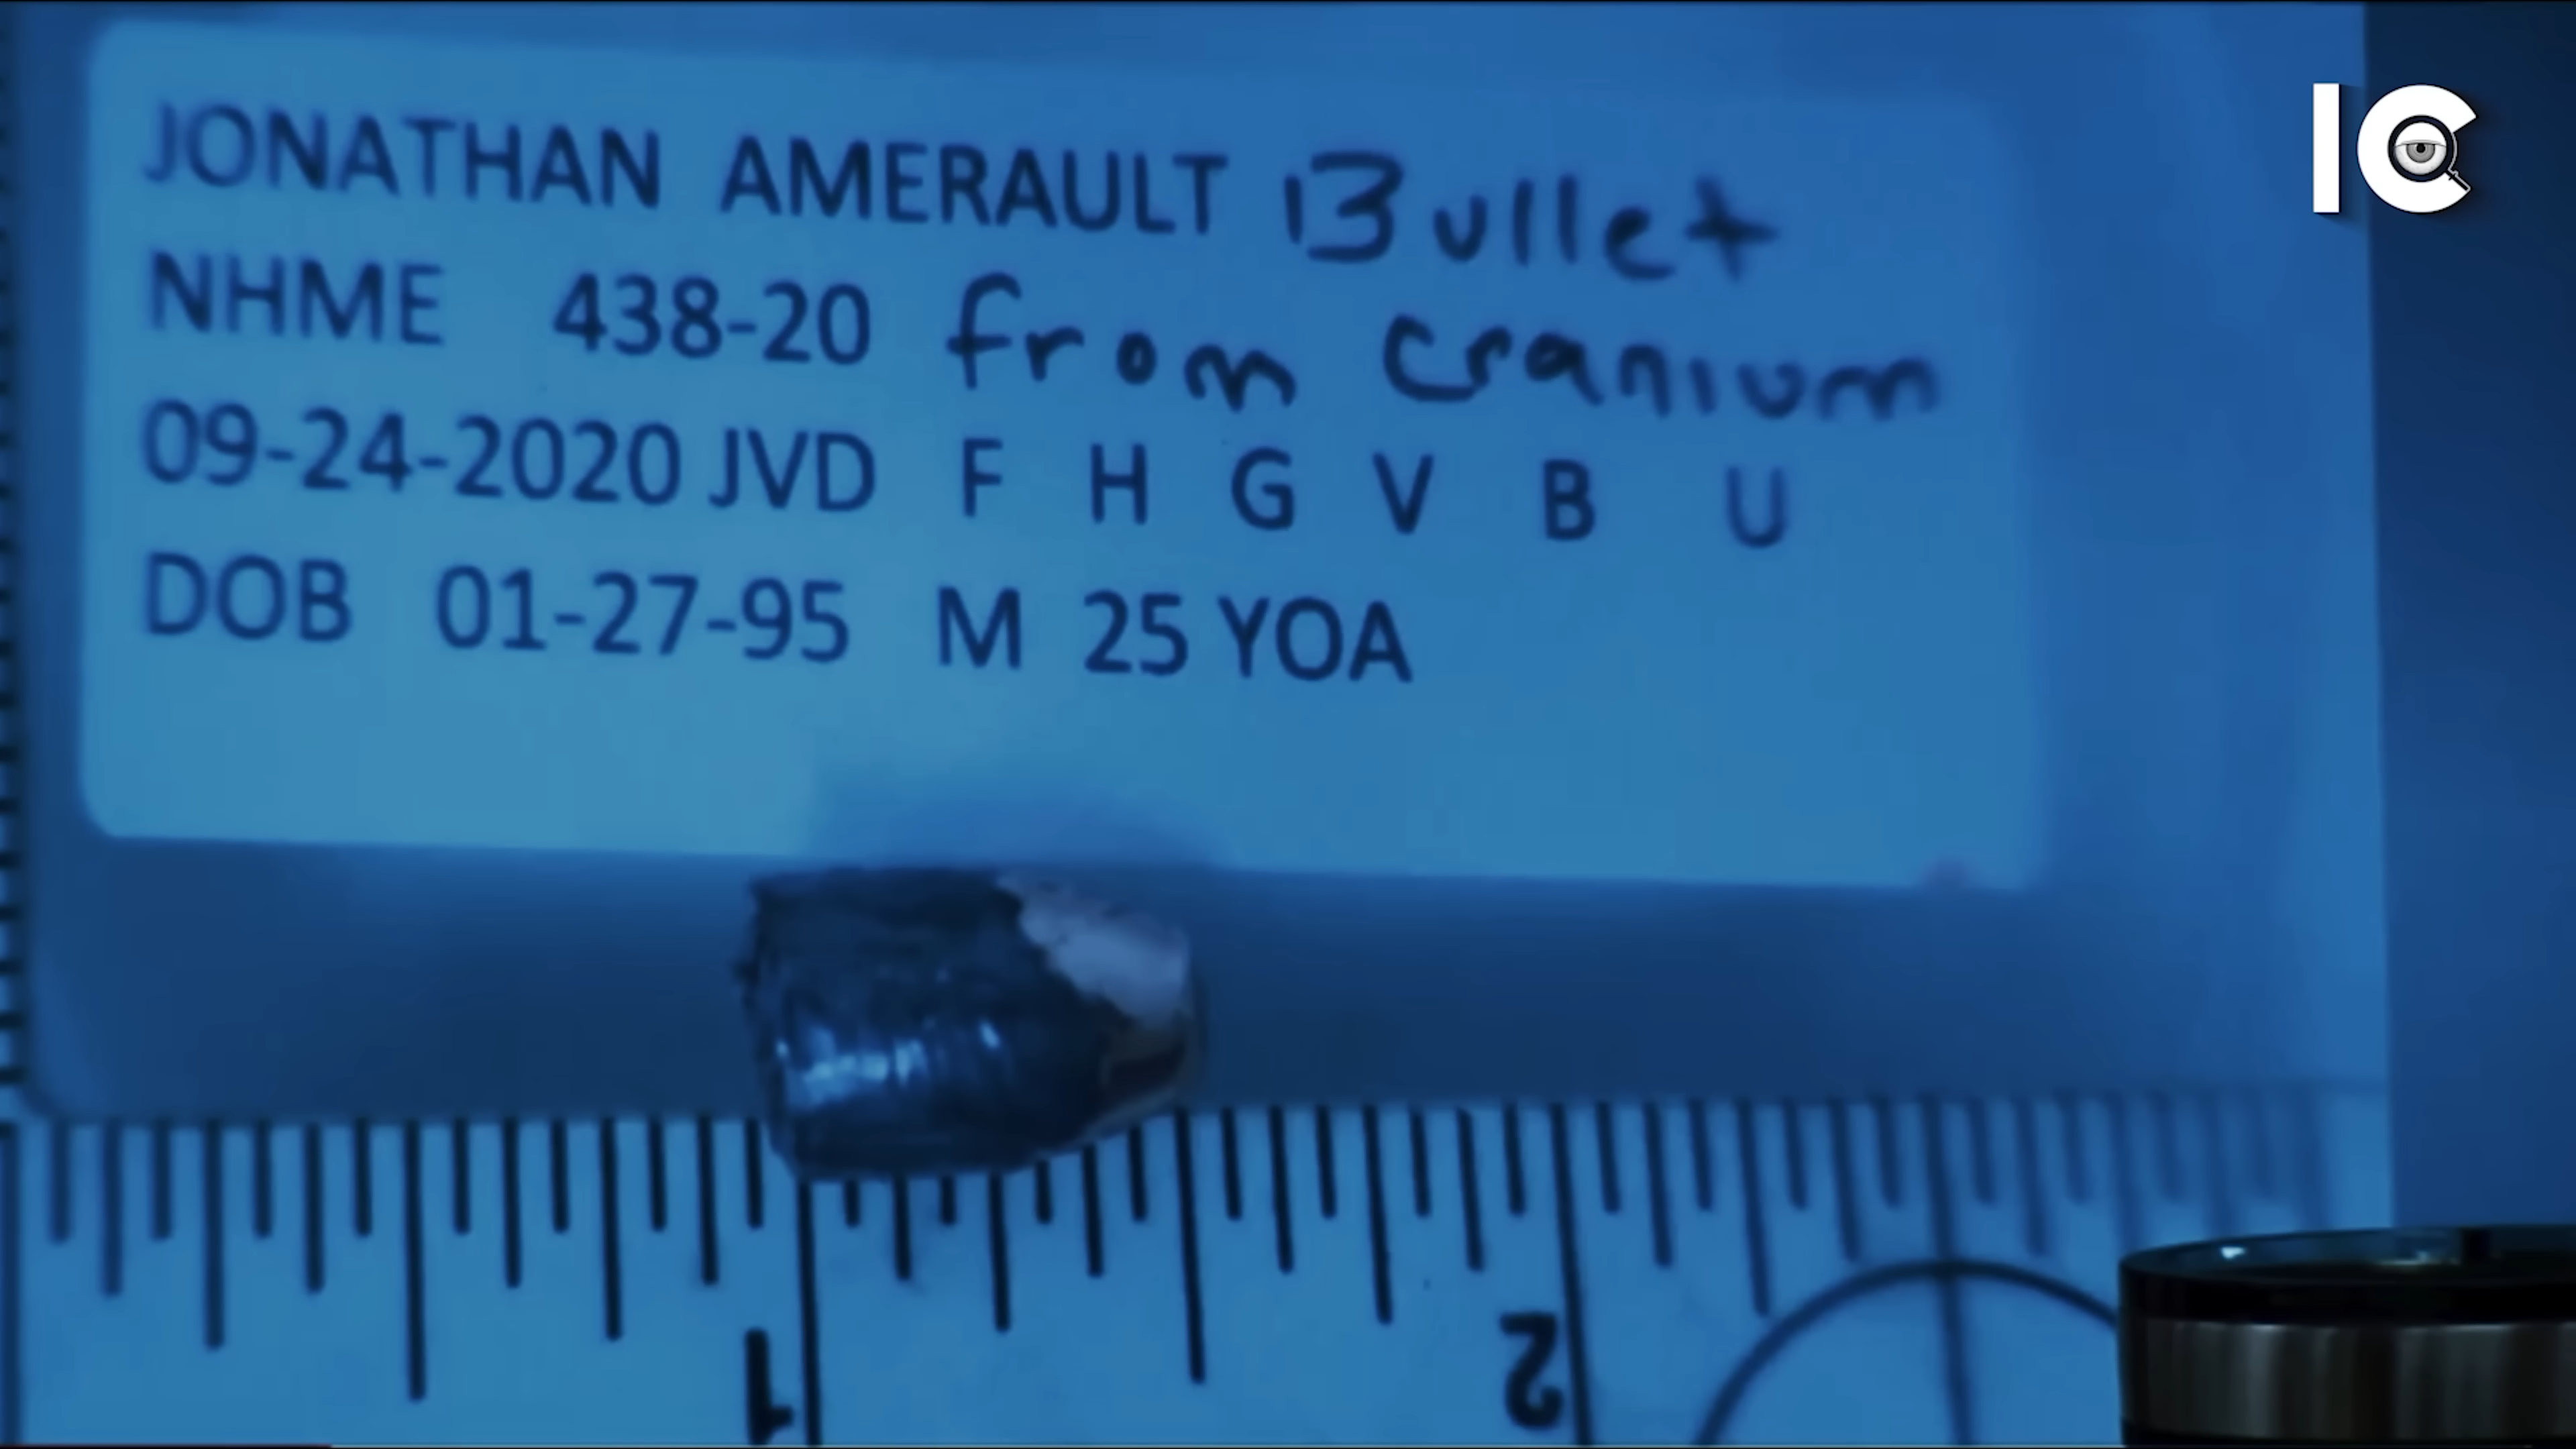 IC
JONATHAN AMERAULT Bullet
NHME 438-20 from cranium
09-24-2020 JVD F H G V B U
DOB 01-27-95 M 25 YOA
1 2